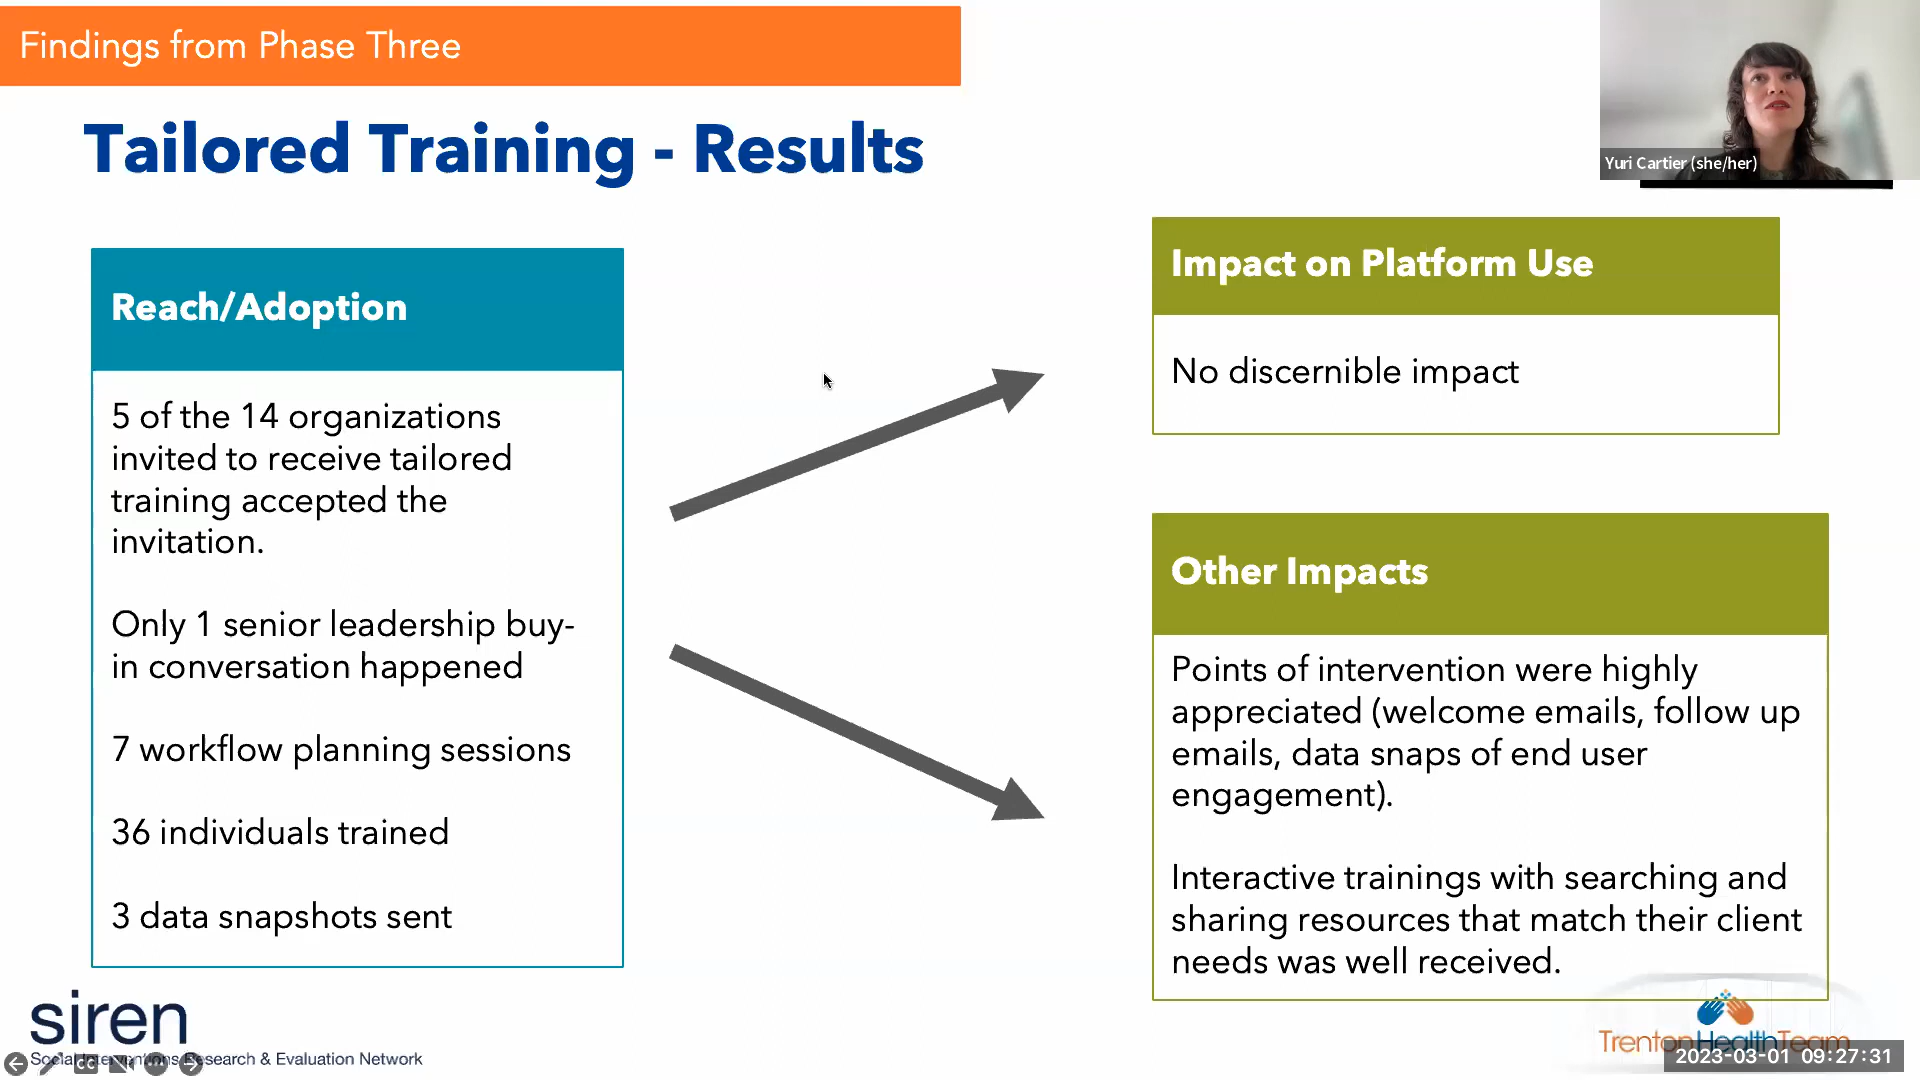 Findings from Phase Three
Yuri Cartier (she/her)
Tailored Training - Results
Reach/Adoption
5 of the 14 organizations
invited to receive tailored
training accepted the
invitation.
Only 1 senior leadership buy-
in conversation happened
7 workflow planning sessions
36 individuals trained
3 data snapshots sent
Impact on Platform Use
No discernible impact
Other Impacts
Points of intervention were highly
appreciated (welcome emails, follow up
emails, data snaps of end user
engagement).
Interactive trainings with searching and
sharing resources that match their client
needs was well received.
siren
Social Interventions Research & Evaluation Network
CC
TrentonHealthTeam
2023-03-01 09:27:31